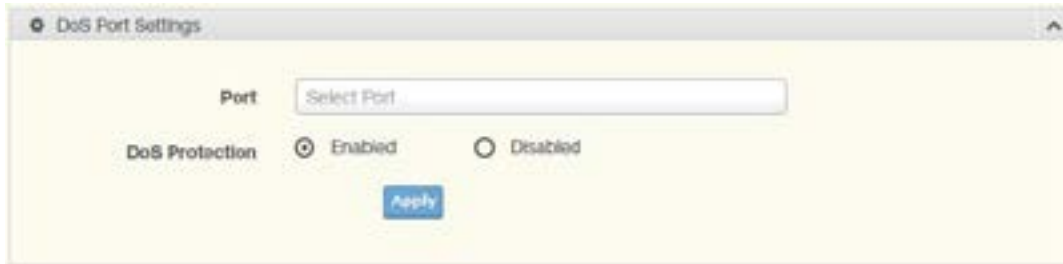 DoS Port Settings
Port Select Port
DoS Protection Enabled Disabled
Apply